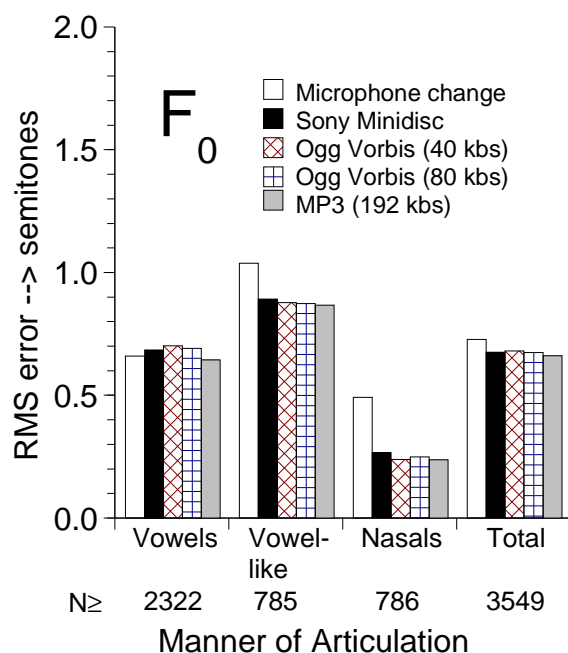 2.0
F0
Microphone change
Sony Minidisc
Ogg Vorbis (40 kbs)
Ogg Vorbis (80 kbs)
MP3 (192 kbs)
1.5
1.0
0.5
0.0
RMS error --> semitones
Vowels Vowel-like Nasals Total
N≥ 2322 785 786 3549
Manner of Articulation